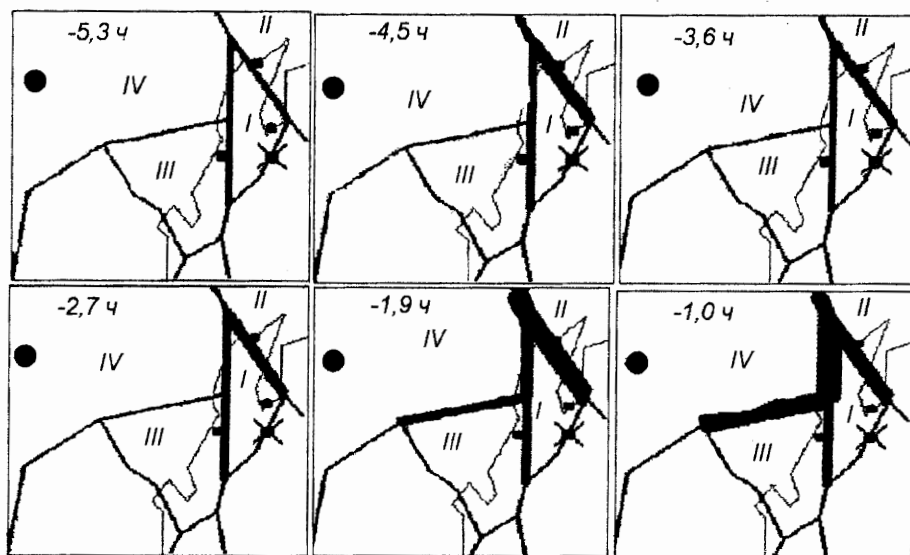 -5,3 ч
II
IV
I
III
-4,5 ч
II
IV
I
III
-3,6 ч
II
IV
I
III
-2,7 ч
II
IV
I
III
-1,9 ч
II
IV
I
III
-1,0 ч
II
IV
I
III